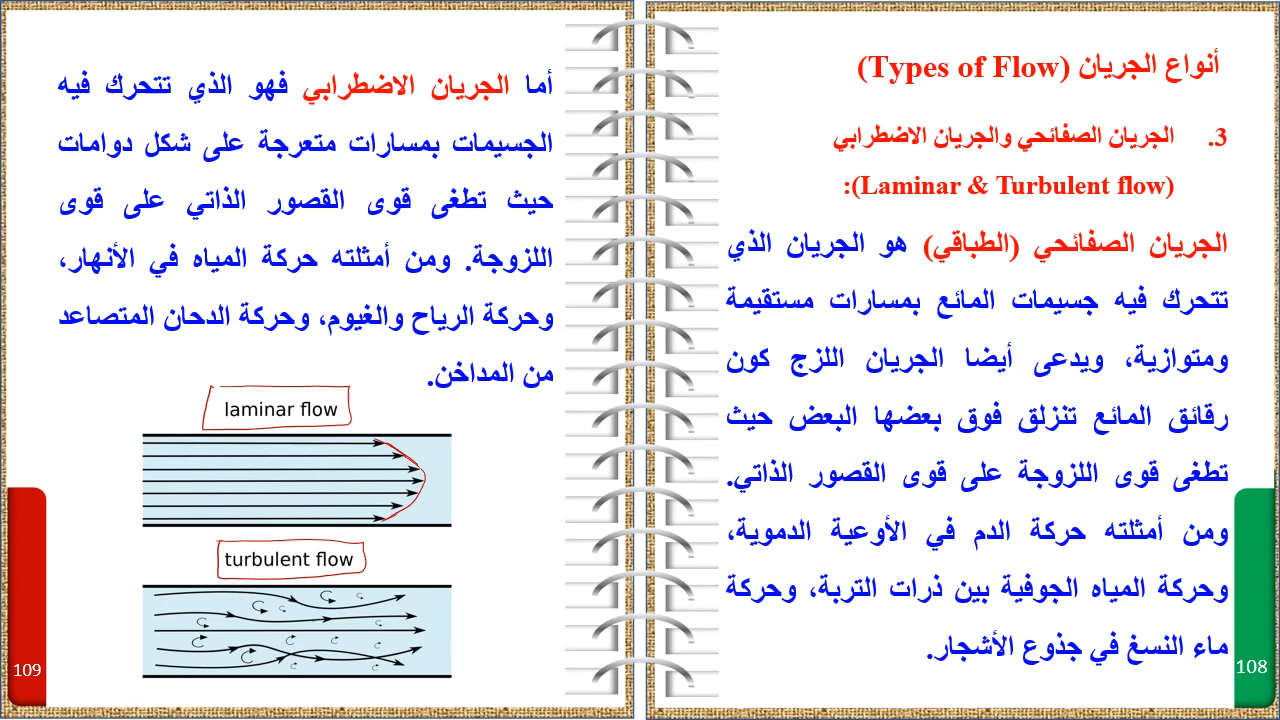 أنواع الجريان (Types of Flow)
3. الجريان الصفائحي والجريان الاضطرابي
(Laminar & Turbulent flow):
الجريان الصفائحي (الطباقي) هو الجريان الذي
تتحرك فيه جسيمات المائع بمسارات مستقيمة
ومتوازية، ويدعى أيضا الجريان اللزج كون
رقائق المائع تنزلق فوق بعضها البعض حيث
تطغى قوى اللزوجة على قوى القصور الذاتي.
ومن أمثلته حركة الدم في الأوعية الدموية،
وحركة المياه الجوفية بين ذرات التربة، وحركة
ماء النسغ في جذوع الأشجار.
108
أما الجريان الاضطرابي فهو الذي تتحرك فيه
الجسيمات بمسارات متعرجة على شكل دوامات
حيث تطغى قوى القصور الذاتي على قوى
اللزوجة. ومن أمثلته حركة المياه في الأنهار،
وحركة الرياح والغيوم، وحركة الدحان المتصاعد
من المداخن.
laminar flow
turbulent flow
109